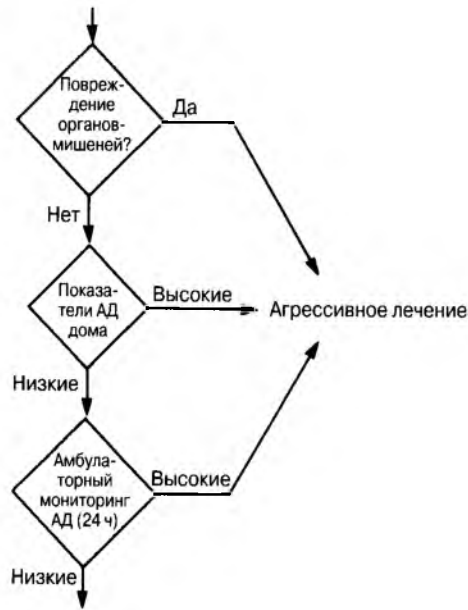 Повреж-
дение
органов-
мишеней?
Да
Нет
Показа-
тели АД
дома
Высокие
Агрессивное лечение
Низкие
Амбула-
торный
мониторинг
АД (24 ч)
Высокие
Низкие